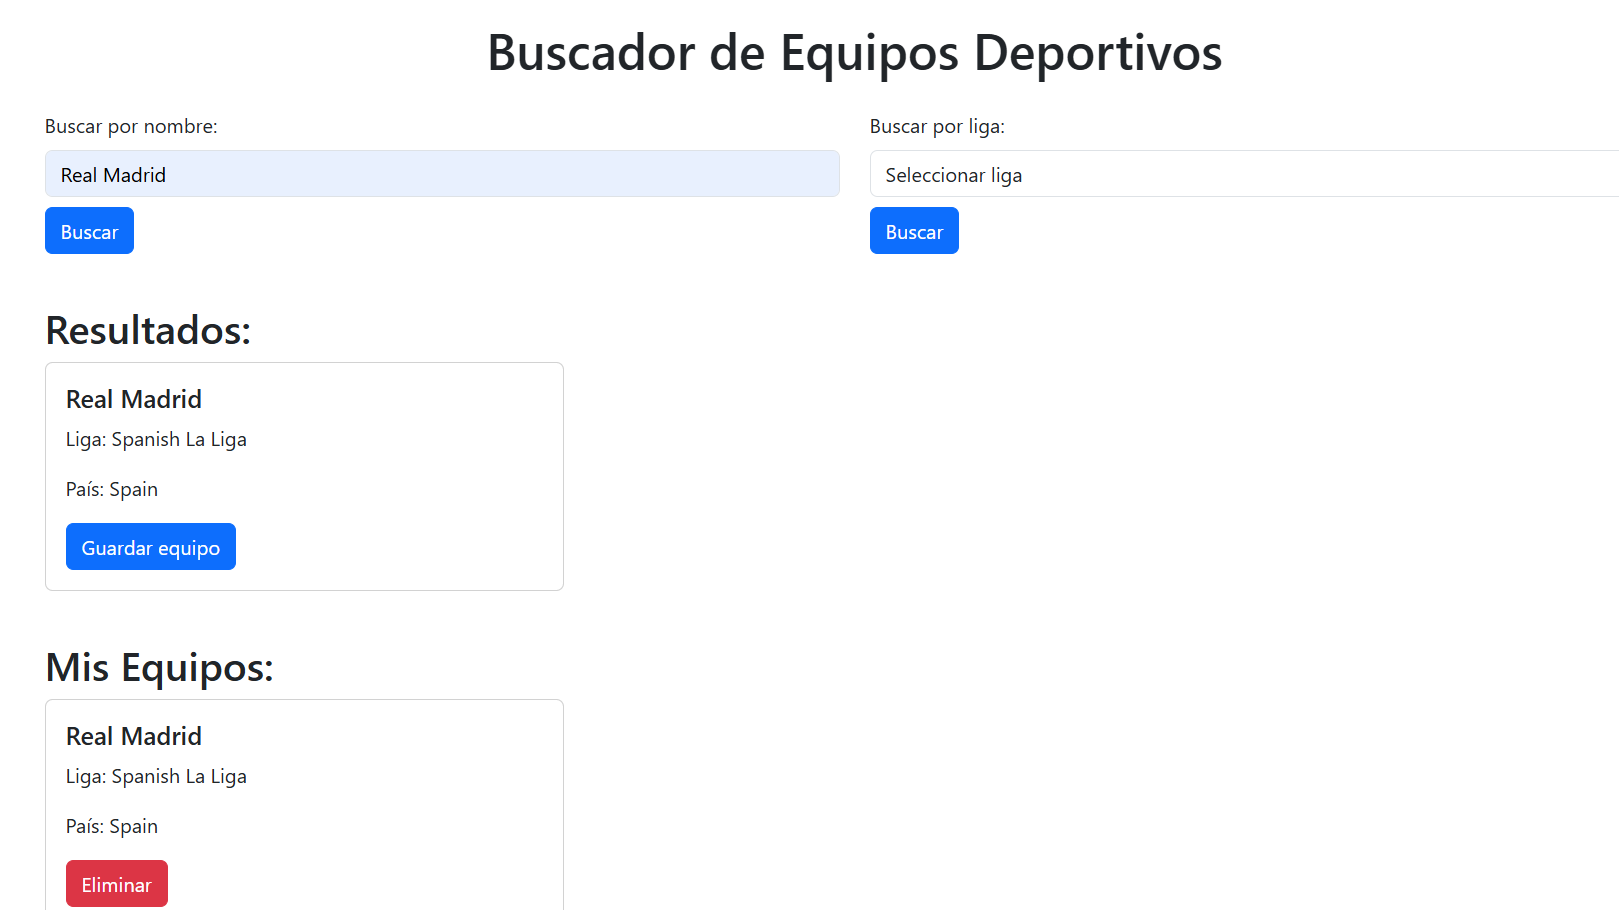 Buscador de Equipos Deportivos
Buscar por nombre:
Real Madrid
Buscar
Buscar por liga:
Seleccionar liga
Buscar
Resultados:
Real Madrid
Liga: Spanish La Liga
País: Spain
Guardar equipo
Mis Equipos:
Real Madrid
Liga: Spanish La Liga
País: Spain
Eliminar